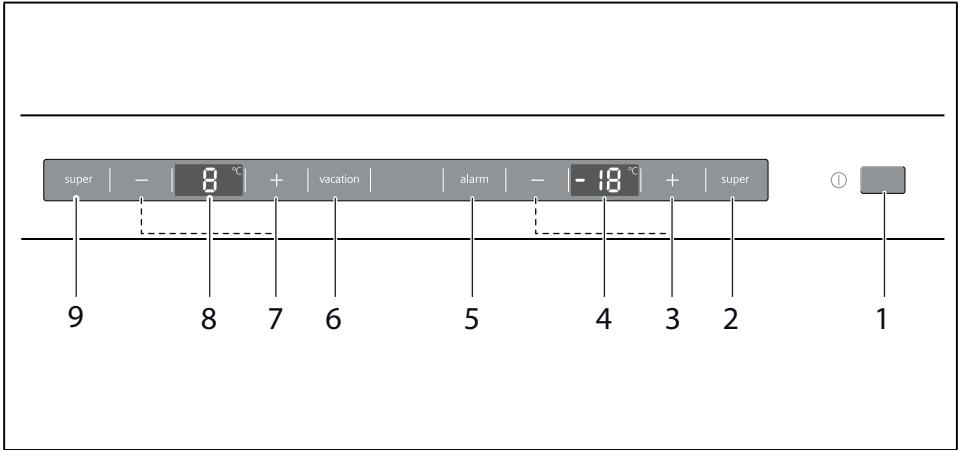 super − 8 °C + vacation alarm − -18 °C + super
9 8 7 6 5 4 3 2 1